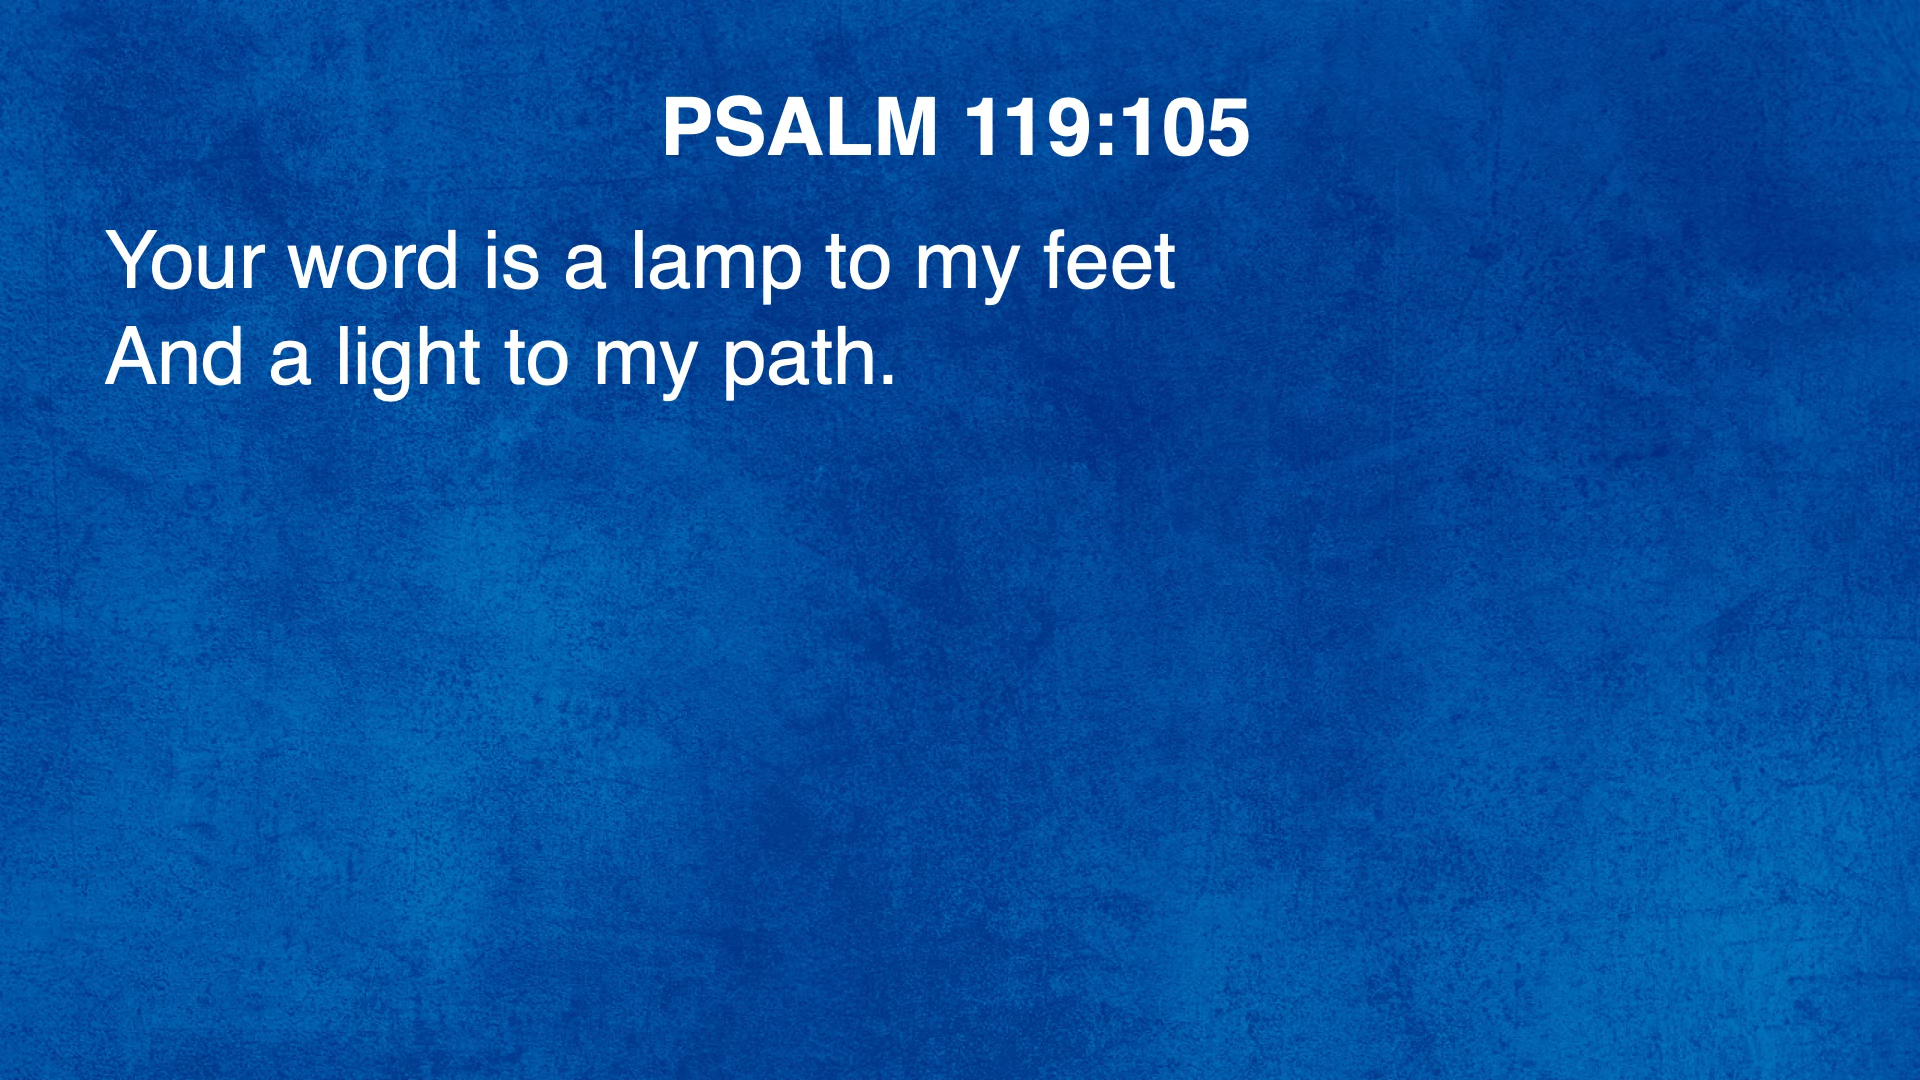 PSALM 119:105
Your word is a lamp to my feet
And a light to my path.